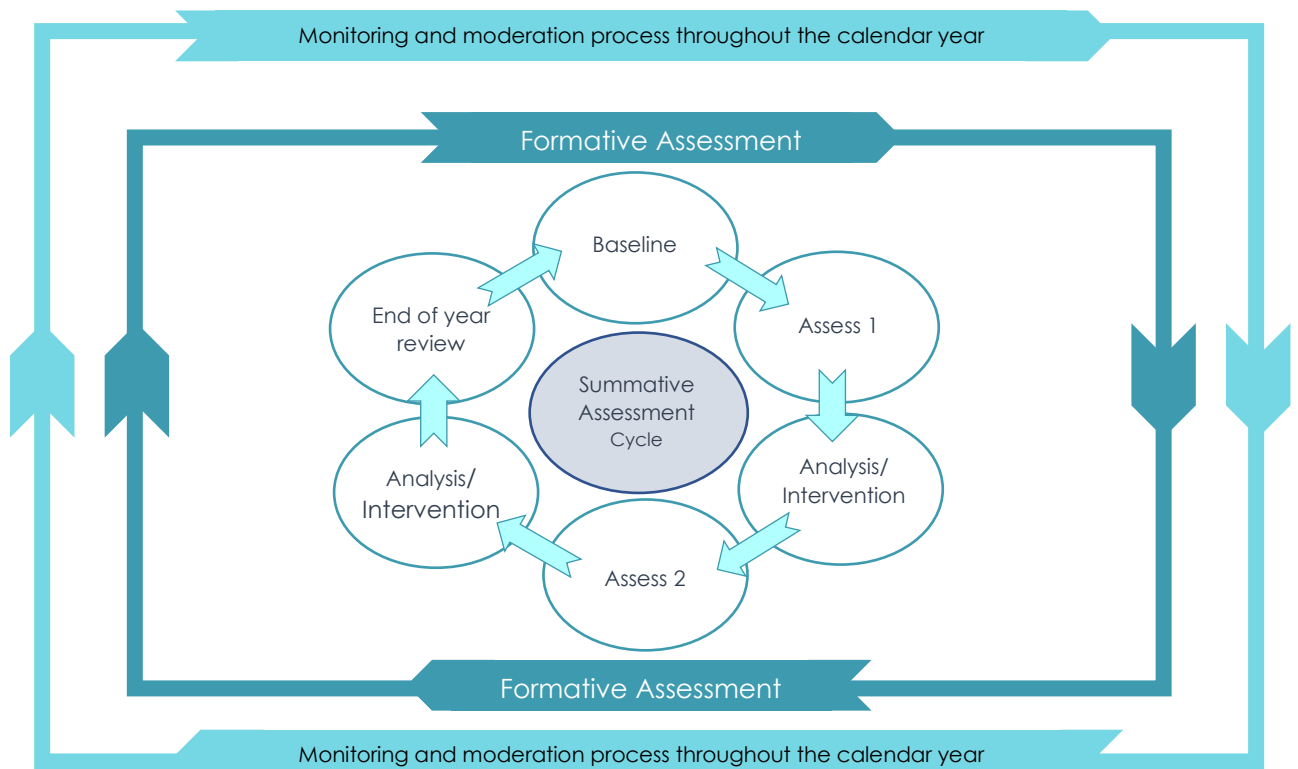 Monitoring and moderation process throughout the calendar year
Formative Assessment
Baseline
Assess 1
End of year
review
Summative
Assessment
Cycle
Analysis/
Intervention
Analysis/
Intervention
Assess 2
Formative Assessment
Monitoring and moderation process throughout the calendar year